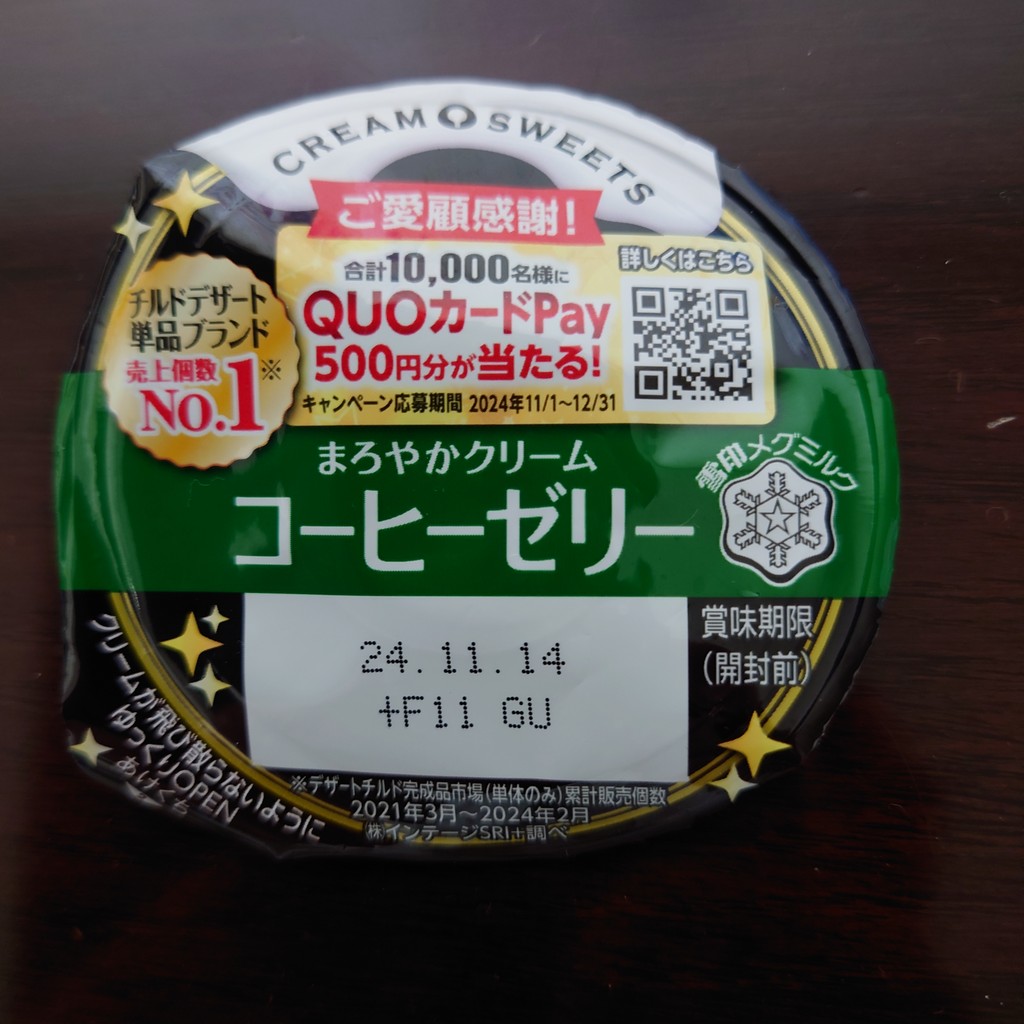 CREAM SWEETS
ご愛顧感謝!
合計10,000名様に
QUOカードPay
500円分が当たる!
キャンペーン応募期間 2024年11/1~12/31
詳しくはこちら
チルドデザート
単品ブランド
売上個数
No.1※
まろやかクリーム
コーヒーゼリー
雪印メグミルク
賞味期限
(開封前)
24.11.14
+F11 GU
クリームが飛び散らないように
ゆっくりOPEN
あけくち
※デザートチルド完成品市場(単体のみ)累計販売個数
2021年3月~2024年2月
㈱インテージSRI+調べ